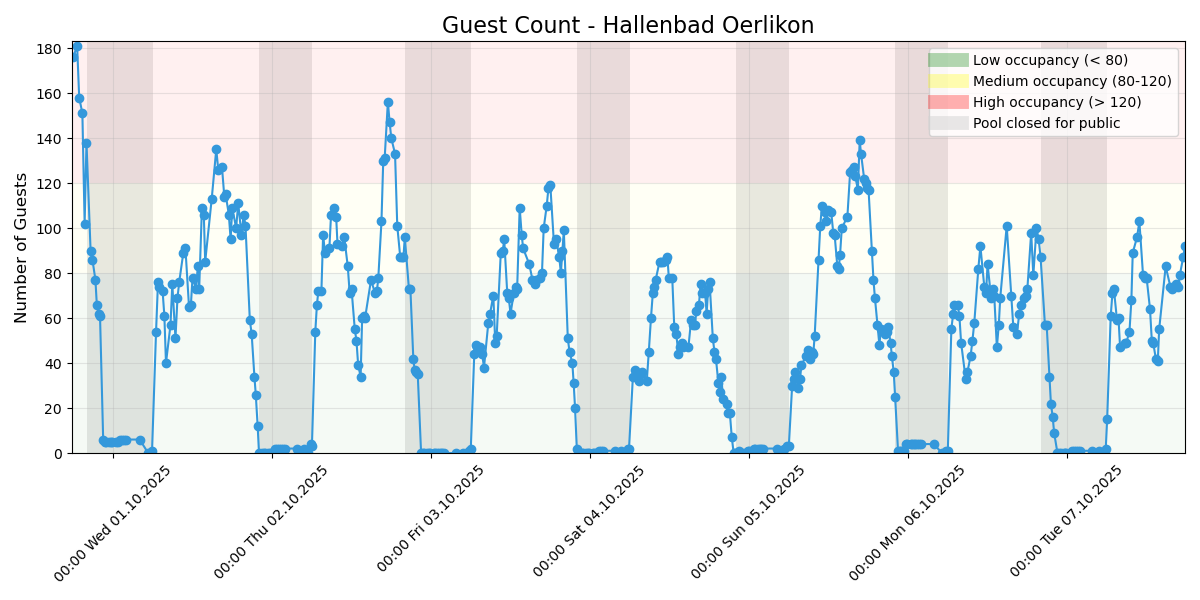 Guest Count - Hallenbad Oerlikon
Number of Guests
180
160
140
120
100
80
60
40
20
0
Low occupancy (< 80)
Medium occupancy (80-120)
High occupancy (> 120)
Pool closed for public
00:00 Wed 01.10.2025
00:00 Thu 02.10.2025
00:00 Fri 03.10.2025
00:00 Sat 04.10.2025
00:00 Sun 05.10.2025
00:00 Mon 06.10.2025
00:00 Tue 07.10.2025